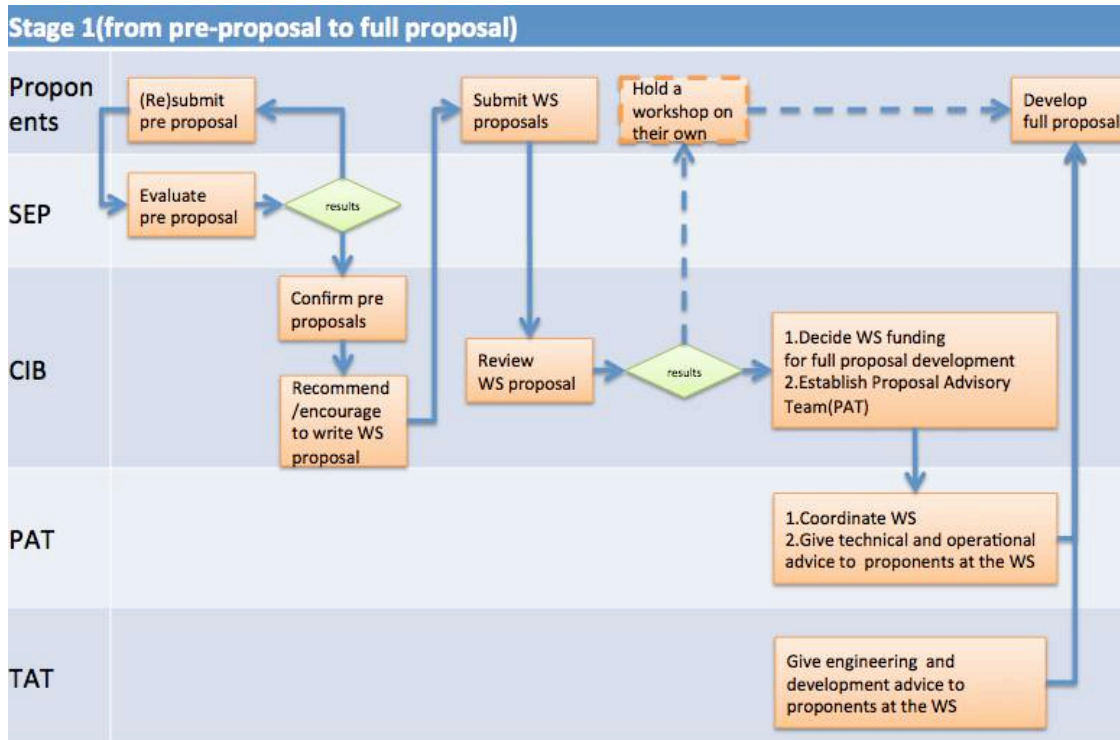 Stage 1(from pre-proposal to full proposal)
Propon
ents
(Re)submit
pre proposal
Submit WS
proposals
Hold a
workshop on
their own
Develop
full proposal
SEP
Evaluate
pre proposal
results
CIB
Confirm pre
proposals
Recommend
/encourage
to write WS
proposal
Review
WS proposal
results
1.Decide WS funding
for full proposal development
2.Establish Proposal Advisory
Team(PAT)
PAT
1.Coordinate WS
2.Give technical and operational
advice to proponents at the WS
TAT
Give engineering and
development advice to
proponents at the WS